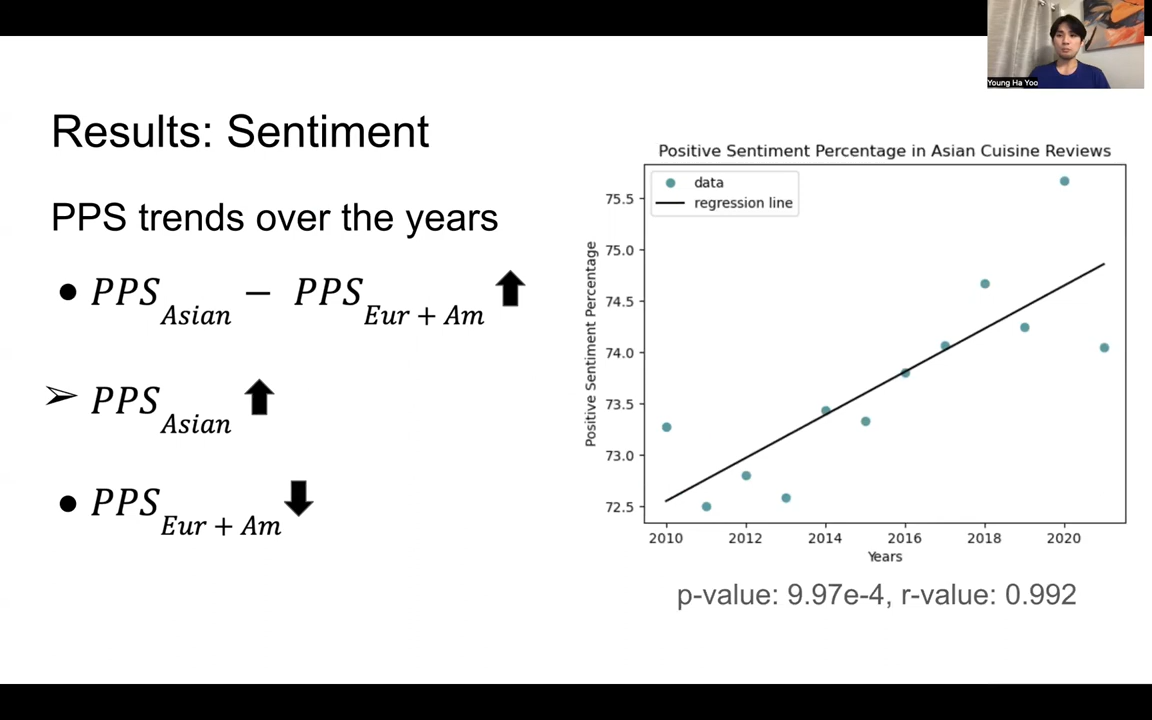 Young Ha Yoo
Results: Sentiment
PPS trends over the years
● PPS_Asian − PPS_Eur + Am ⬆
➢ PPS_Asian ⬆
● PPS_Eur + Am ⬇
Positive Sentiment Percentage in Asian Cuisine Reviews
data
regression line
Positive Sentiment Percentage
75.5
75.0
74.5
74.0
73.5
73.0
72.5
2010 2012 2014 2016 2018 2020
Years
p-value: 9.97e-4, r-value: 0.992